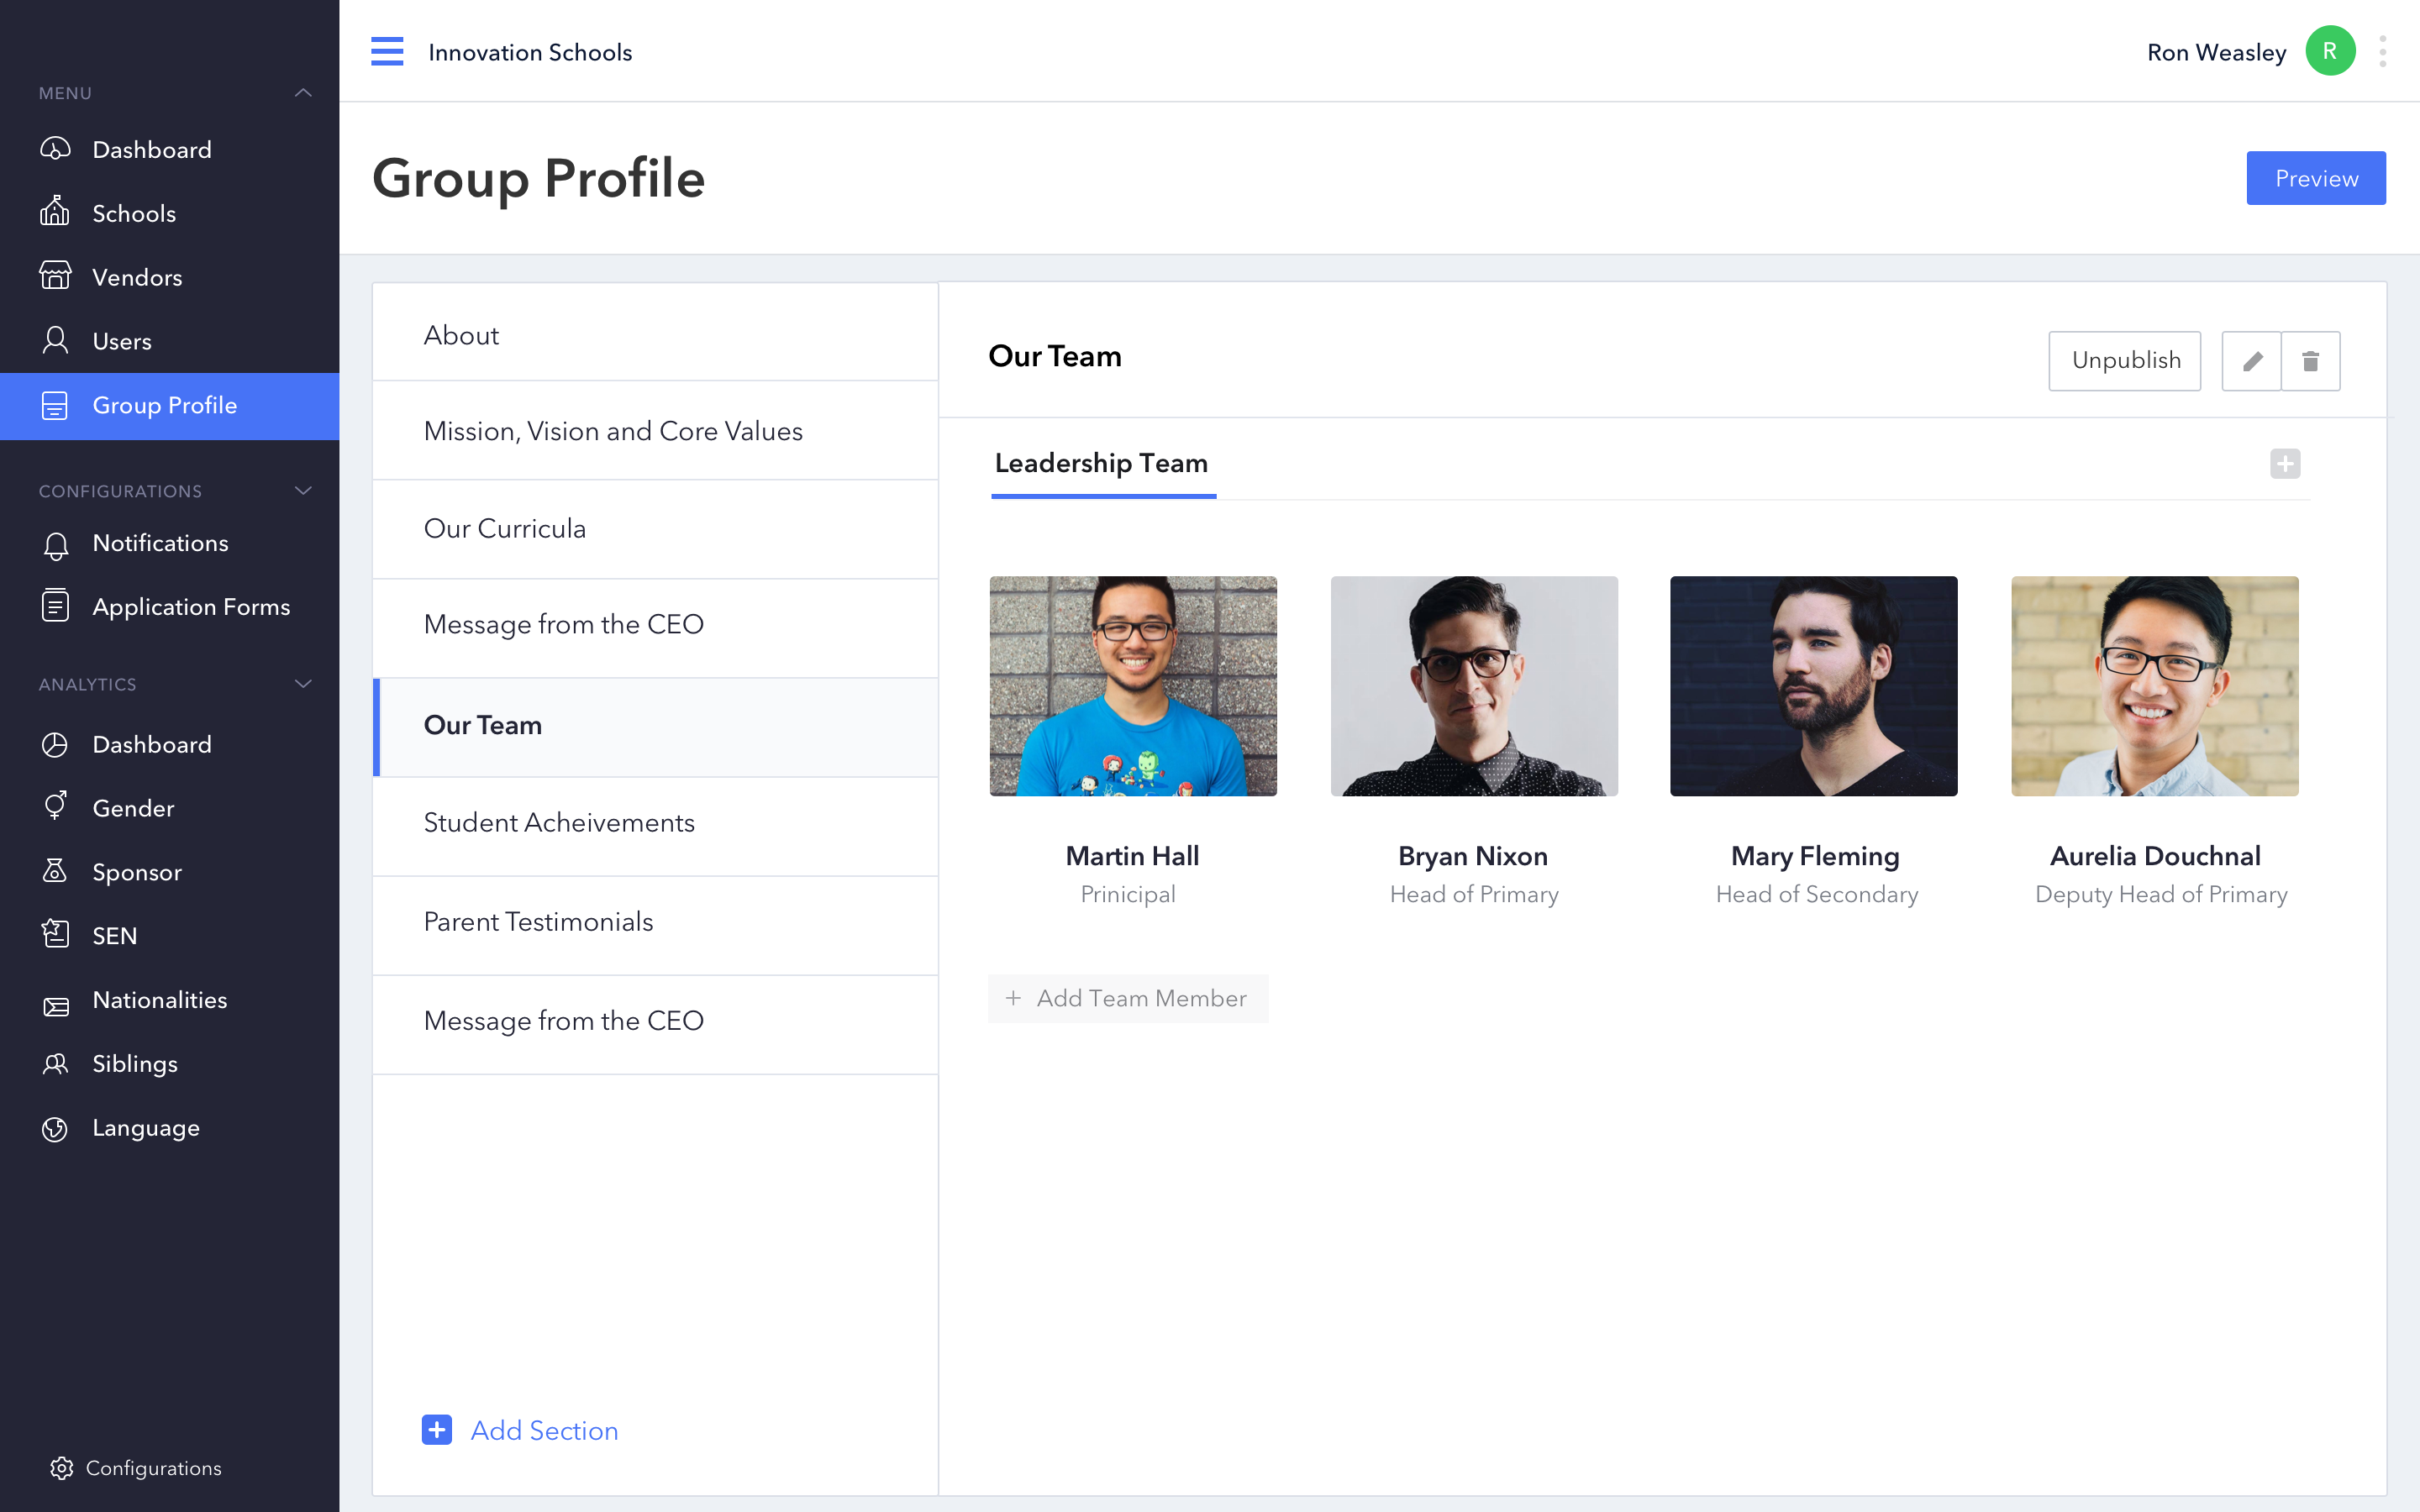 Innovation Schools
Ron Weasley
R
MENU
Dashboard
Schools
Vendors
Users
Group Profile
CONFIGURATIONS
Notifications
Application Forms
ANALYTICS
Dashboard
Gender
Sponsor
SEN
Nationalities
Siblings
Language
Configurations
Group Profile
Preview
About
Mission, Vision and Core Values
Our Curricula
Message from the CEO
Our Team
Student Acheivements
Parent Testimonials
Message from the CEO
Add Section
Our Team
Unpublish
Leadership Team
Martin Hall
Prinicipal
Bryan Nixon
Head of Primary
Mary Fleming
Head of Secondary
Aurelia Douchnal
Deputy Head of Primary
Add Team Member